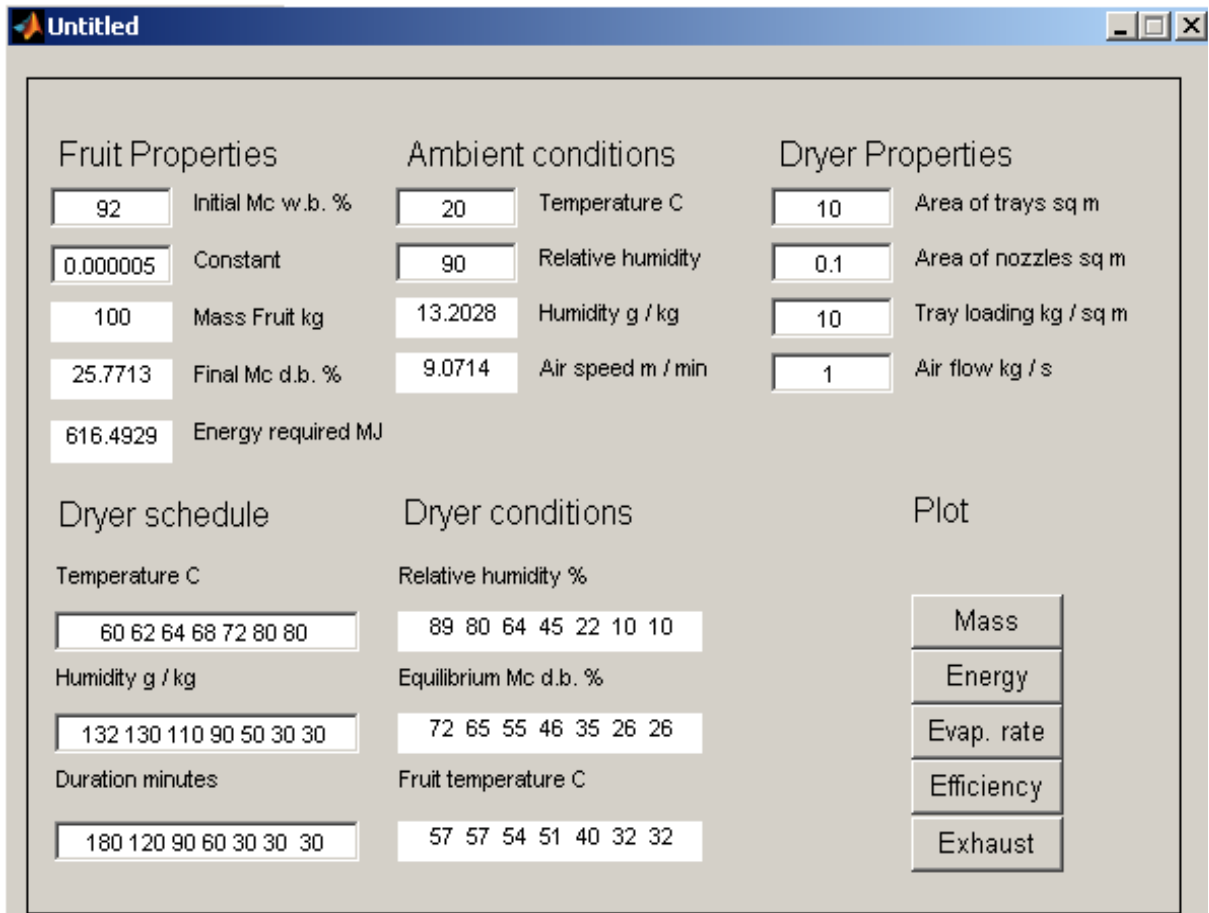 Untitled
Fruit Properties
92 Initial Mc w.b. %
0.000005 Constant
100 Mass Fruit kg
25.7713 Final Mc d.b. %
616.4929 Energy required MJ
Ambient conditions
20 Temperature C
90 Relative humidity
13.2028 Humidity g / kg
9.0714 Air speed m / min
Dryer Properties
10 Area of trays sq m
0.1 Area of nozzles sq m
10 Tray loading kg / sq m
1 Air flow kg / s
Dryer schedule
Temperature C
60 62 64 68 72 80 80
Humidity g / kg
132 130 110 90 50 30 30
Duration minutes
180 120 90 60 30 30 30
Dryer conditions
Relative humidity %
89 80 64 45 22 10 10
Equilibrium Mc d.b. %
72 65 55 46 35 26 26
Fruit temperature C
57 57 54 51 40 32 32
Plot
Mass
Energy
Evap. rate
Efficiency
Exhaust